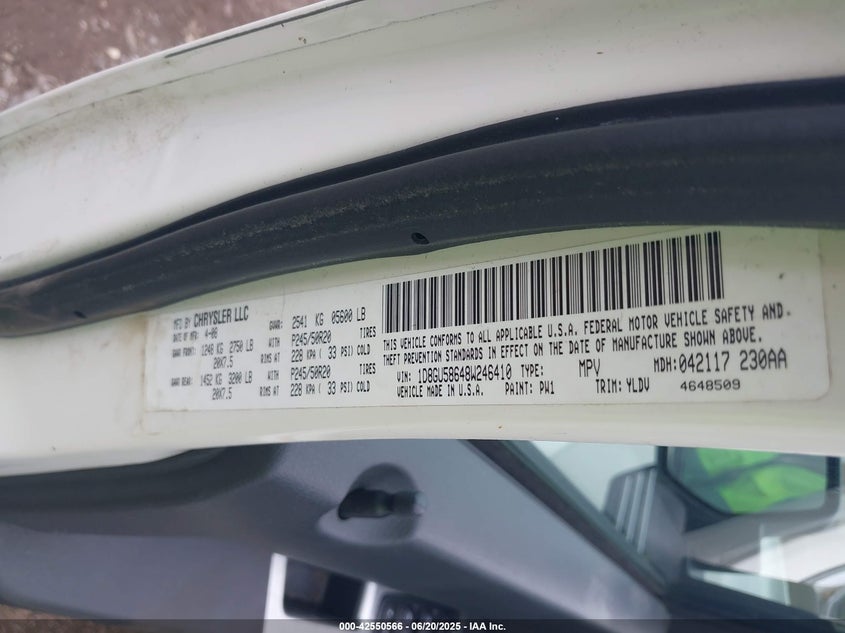 MFD BY CHRYSLER LLC
DATE OF MFR: 4-08 GVWR: 2541 KG 05600 LB
GAWR FRONT: 1248 KG 2750 LB WITH P245/50R20 TIRES
20X7.5 RIMS AT 228 KPA ( 33 PSI) COLD
GAWR REAR: 1452 KG 3200 LB WITH P245/50R20 TIRES
20X7.5 RIMS AT 228 KPA ( 33 PSI) COLD
THIS VEHICLE CONFORMS TO ALL APPLICABLE U.S.A. FEDERAL MOTOR VEHICLE SAFETY AND
THEFT PREVENTION STANDARDS IN EFFECT ON THE DATE OF MANUFACTURE SHOWN ABOVE.
VIN: 1D8GU58648W246410 TYPE: MPV MDH: 042117 230AA
VEHICLE MADE IN U.S.A. PAINT: PW1 TRIM: YLDV 4648509
000-42550566 - 06/20/2025 - IAA Inc.